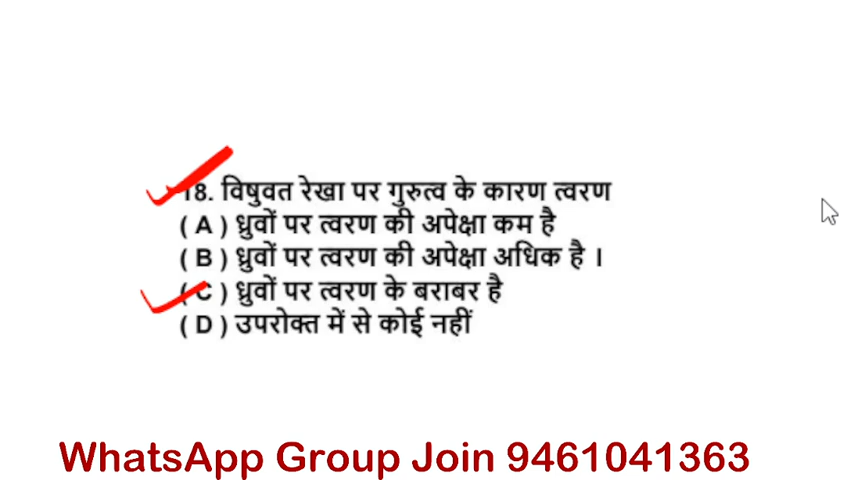 18. विषुवत रेखा पर गुरुत्व के कारण त्वरण
( A ) ध्रुवों पर त्वरण की अपेक्षा कम है
( B ) ध्रुवों पर त्वरण की अपेक्षा अधिक है ।
( C ) ध्रुवों पर त्वरण के बराबर है
( D ) उपरोक्त में से कोई नहीं
WhatsApp Group Join 9461041363